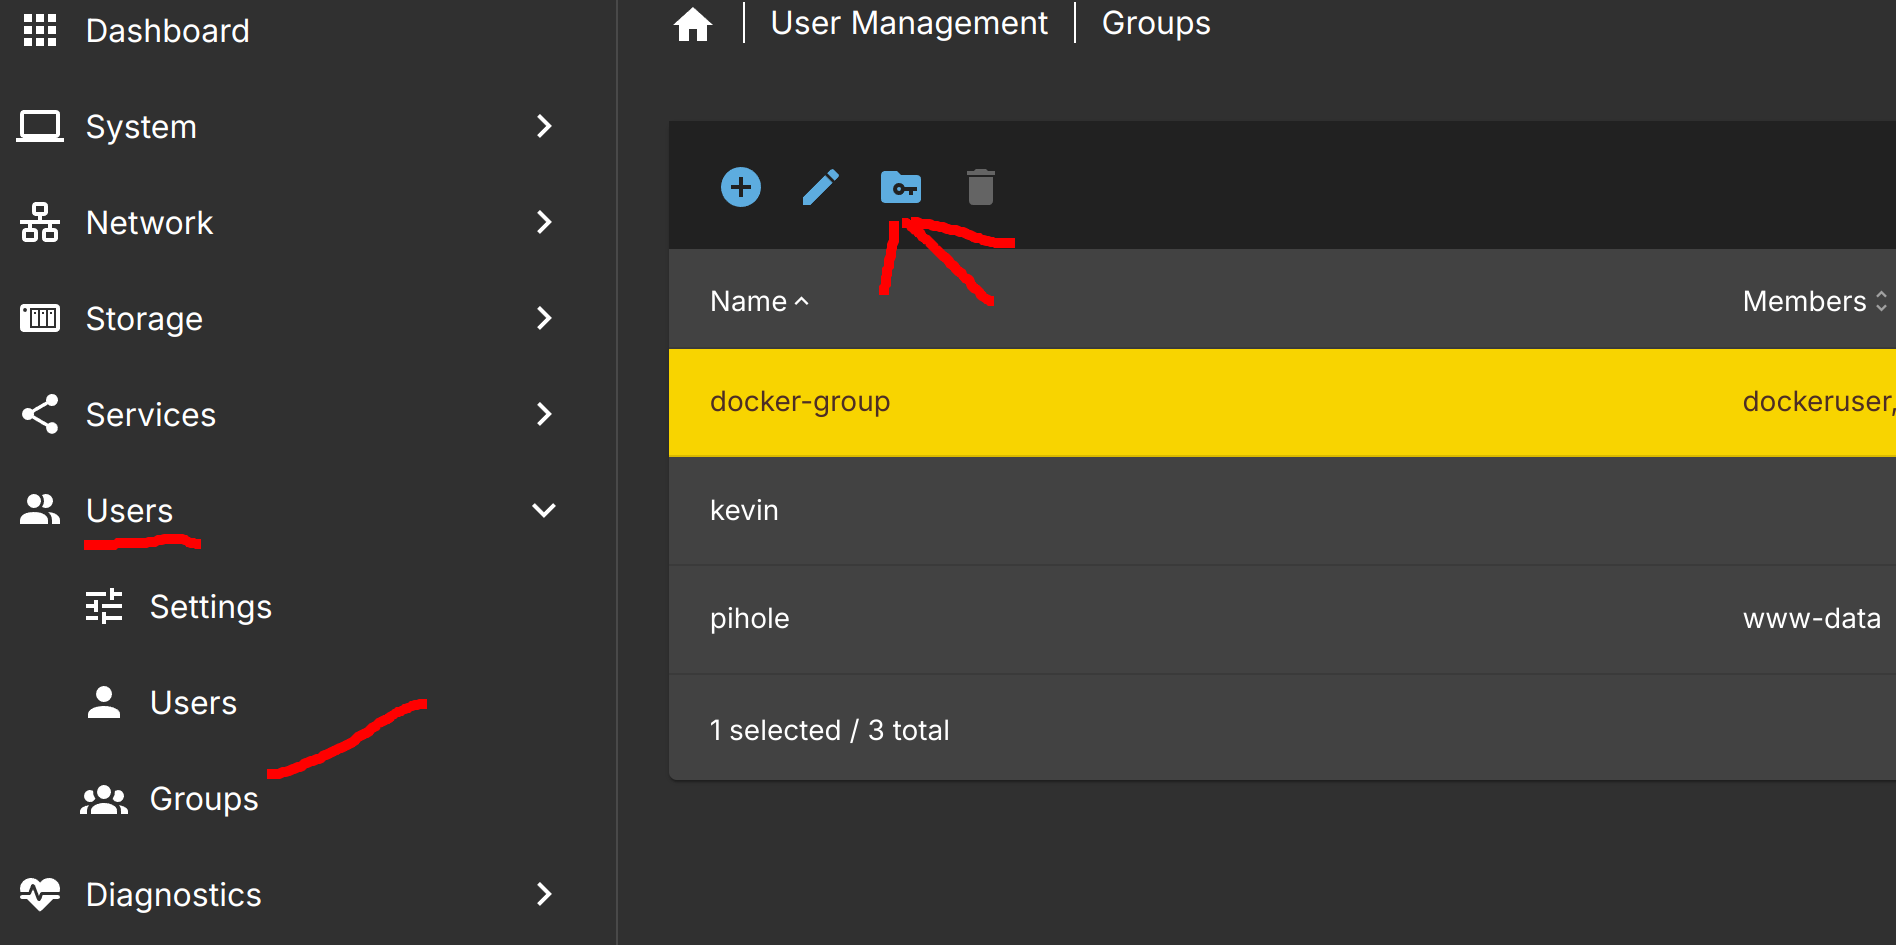 Dashboard
System
Network
Storage
Services
Users
Settings
Users
Groups
Diagnostics
User Management
Groups
Name
Members
docker-group
dockeruser,
kevin
pihole
www-data
1 selected / 3 total